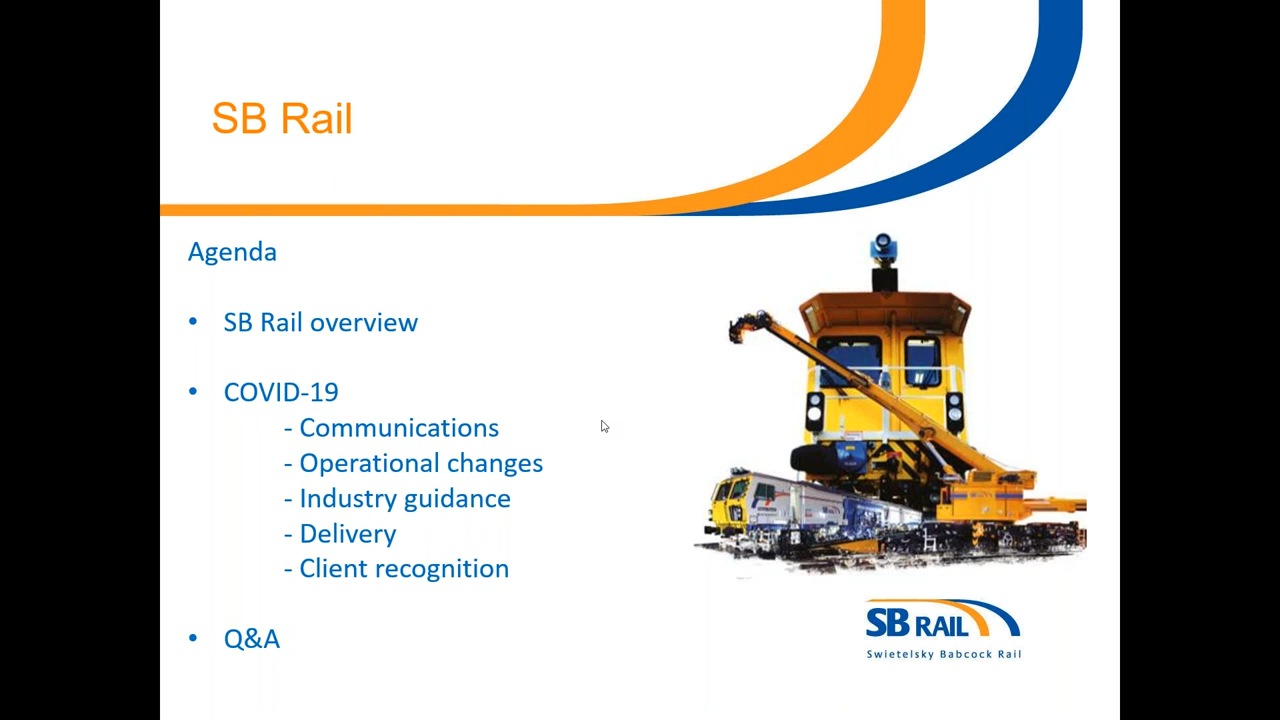 SB Rail
Agenda
• SB Rail overview
• COVID-19
- Communications
- Operational changes
- Industry guidance
- Delivery
- Client recognition
• Q&A
SB RAIL
Swietelsky Babcock Rail